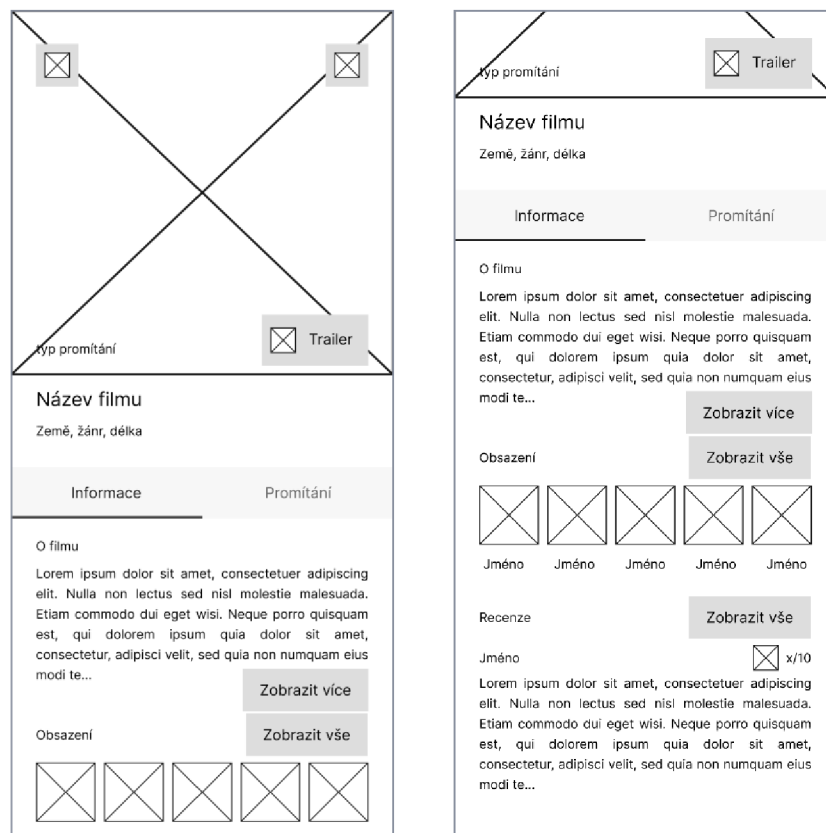 typ promítání
Trailer
Název filmu
Země, žánr, délka
Informace
Promítání
O filmu
Lorem ipsum dolor sit amet, consectetuer adipiscing
elit. Nulla non lectus sed nisl molestie malesuada.
Etiam commodo dui eget wisi. Neque porro quisquam
est, qui dolorem ipsum quia dolor sit amet,
consectetur, adipisci velit, sed quia non numquam eius
modi te...
Zobrazit více
Obsazení
Zobrazit vše
typ promítání
Trailer
Název filmu
Země, žánr, délka
Informace
Promítání
O filmu
Lorem ipsum dolor sit amet, consectetuer adipiscing
elit. Nulla non lectus sed nisl molestie malesuada.
Etiam commodo dui eget wisi. Neque porro quisquam
est, qui dolorem ipsum quia dolor sit amet,
consectetur, adipisci velit, sed quia non numquam eius
modi te...
Zobrazit více
Obsazení
Zobrazit vše
Jméno Jméno Jméno Jméno Jméno
Recenze
Zobrazit vše
Jméno
x/10
Lorem ipsum dolor sit amet, consectetuer adipiscing
elit. Nulla non lectus sed nisl molestie malesuada.
Etiam commodo dui eget wisi. Neque porro quisquam
est, qui dolorem ipsum quia dolor sit amet,
consectetur, adipisci velit, sed quia non numquam eius
modi te...